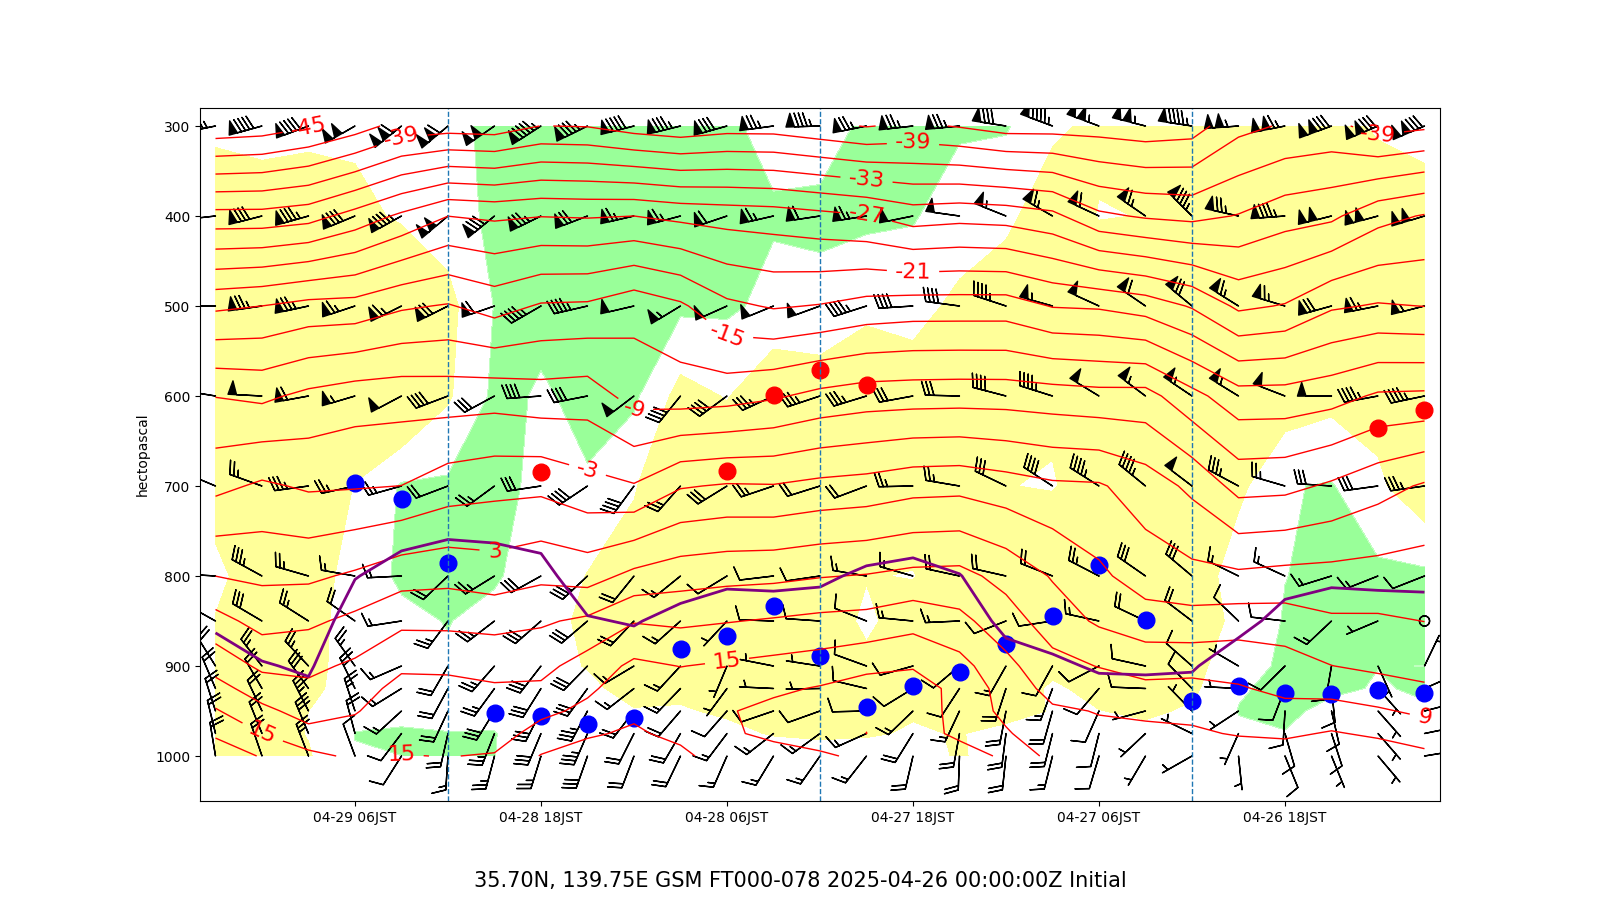 300
400
500
600
700
800
900
1000
hectopascal
-45
-39
-39
-39
-33
-27
-21
-15
-9
-3
3
15
15
15
9
04-29 06JST
04-28 18JST
04-28 06JST
04-27 18JST
04-27 06JST
04-26 18JST
35.70N, 139.75E GSM FT000-078 2025-04-26 00:00:00Z Initial